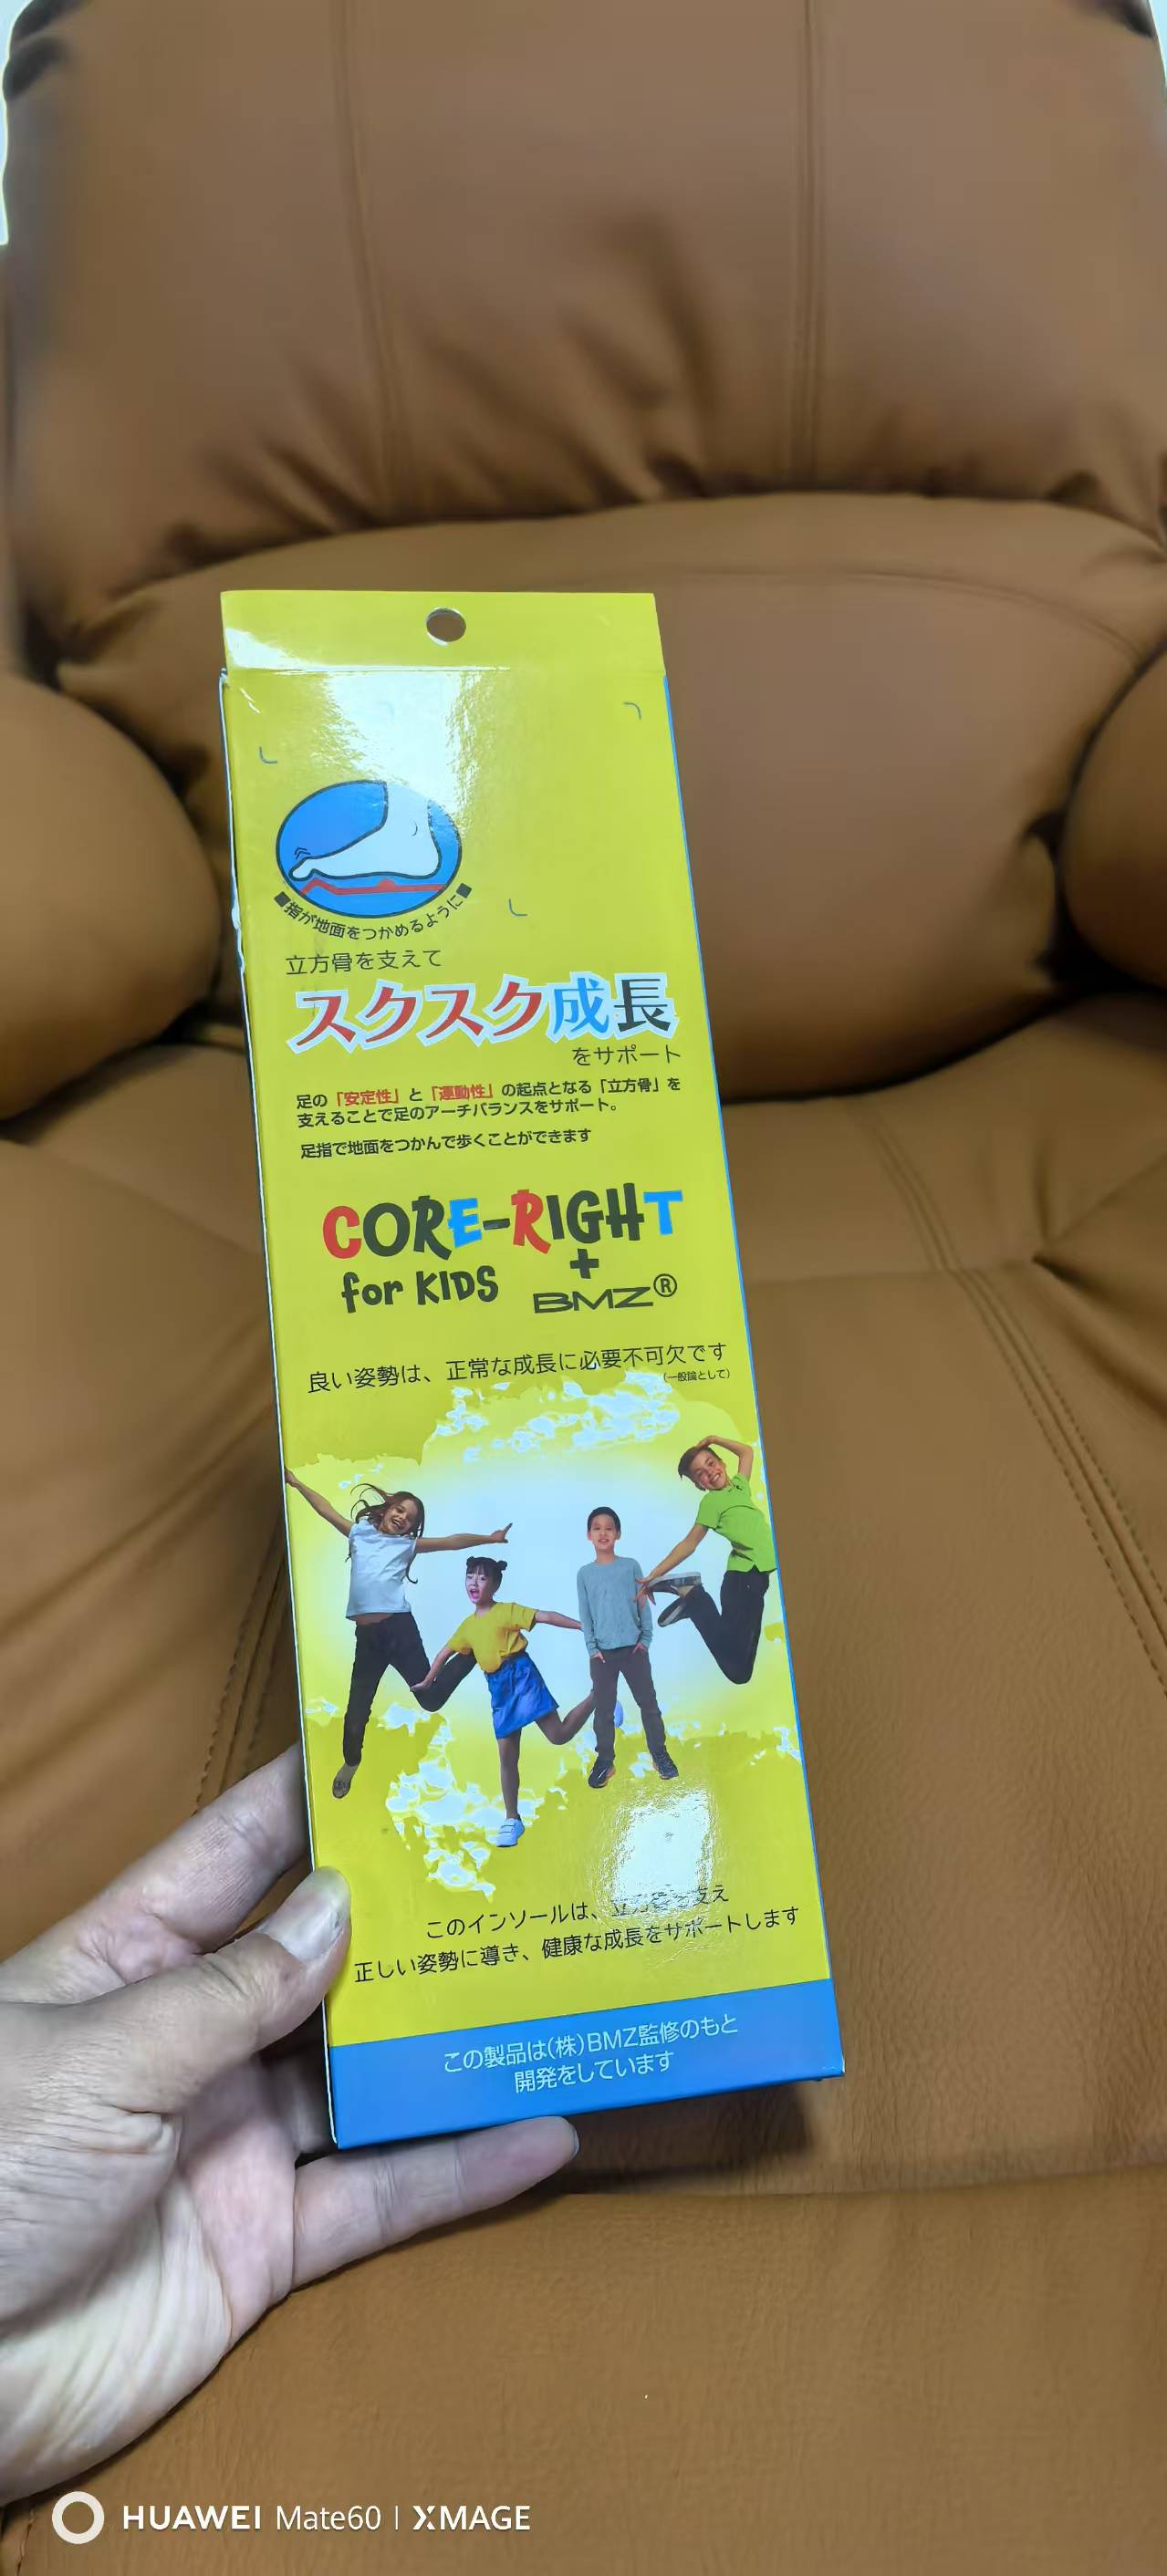 ■指が地面をつかめるように■
立方骨を支えて
スクスク成長
をサポート
足の「安定性」と「運動性」の起点となる「立方骨」を
支えることで足のアーチバランスをサポート。
足指で地面をつかんで歩くことができます
CORE-RIGHT
for KIDS + BMZ®
良い姿勢は、正常な成長に必要不可欠です
(一般論として)
このインソールは、立方骨を支え
正しい姿勢に導き、健康な成長をサポートします
この製品は(株)BMZ監修のもと
開発をしています
HUAWEI Mate60 | XMAGE